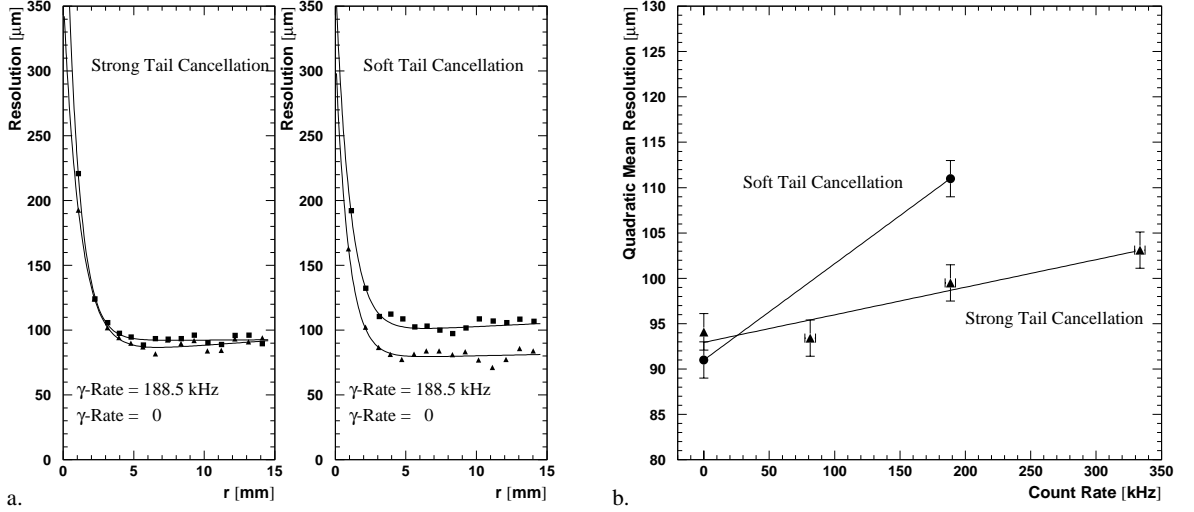 Resolution [μm]
350
300
250
200
150
100
50
0
Strong Tail Cancellation
γ-Rate = 188.5 kHz
γ-Rate = 0
0 5 10 15
r [mm]
Resolution [μm]
350
300
250
200
150
100
50
0
Soft Tail Cancellation
γ-Rate = 188.5 kHz
γ-Rate = 0
0 5 10 15
r [mm]
a.
Quadratic Mean Resolution [μm]
130
125
120
115
110
105
100
95
90
85
80
Soft Tail Cancellation
Strong Tail Cancellation
0 50 100 150 200 250 300 350
Count Rate [kHz]
b.